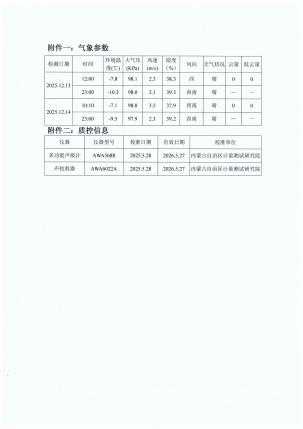 附件一：气象参数
检测日期 时间 环境温度(℃) 大气压(KPa) 风速(m/s) 湿度(%) 风向 天气状况 云量 低云量
2025.12.13 12:00 -7.8 98.1 2.3 38.3 西 晴 0 0
23:00 -10.3 98.0 2.1 39.3 西南 晴 — —
2025.12.14 10:10 -7.1 98.0 3.5 37.9 西南 晴 0 0
23:00 -9.5 97.9 2.3 39.2 西南 晴 — —
附件二：质控信息
仪器 仪器型号 校准日期 有效日期 校准单位
多功能声级计 AWA5688 2025.5.28 2026.5.27 内蒙古自治区计量测试研究院
声校准器 AWA6022A 2025.5.28 2026.5.27 内蒙古自治区计量测试研究院